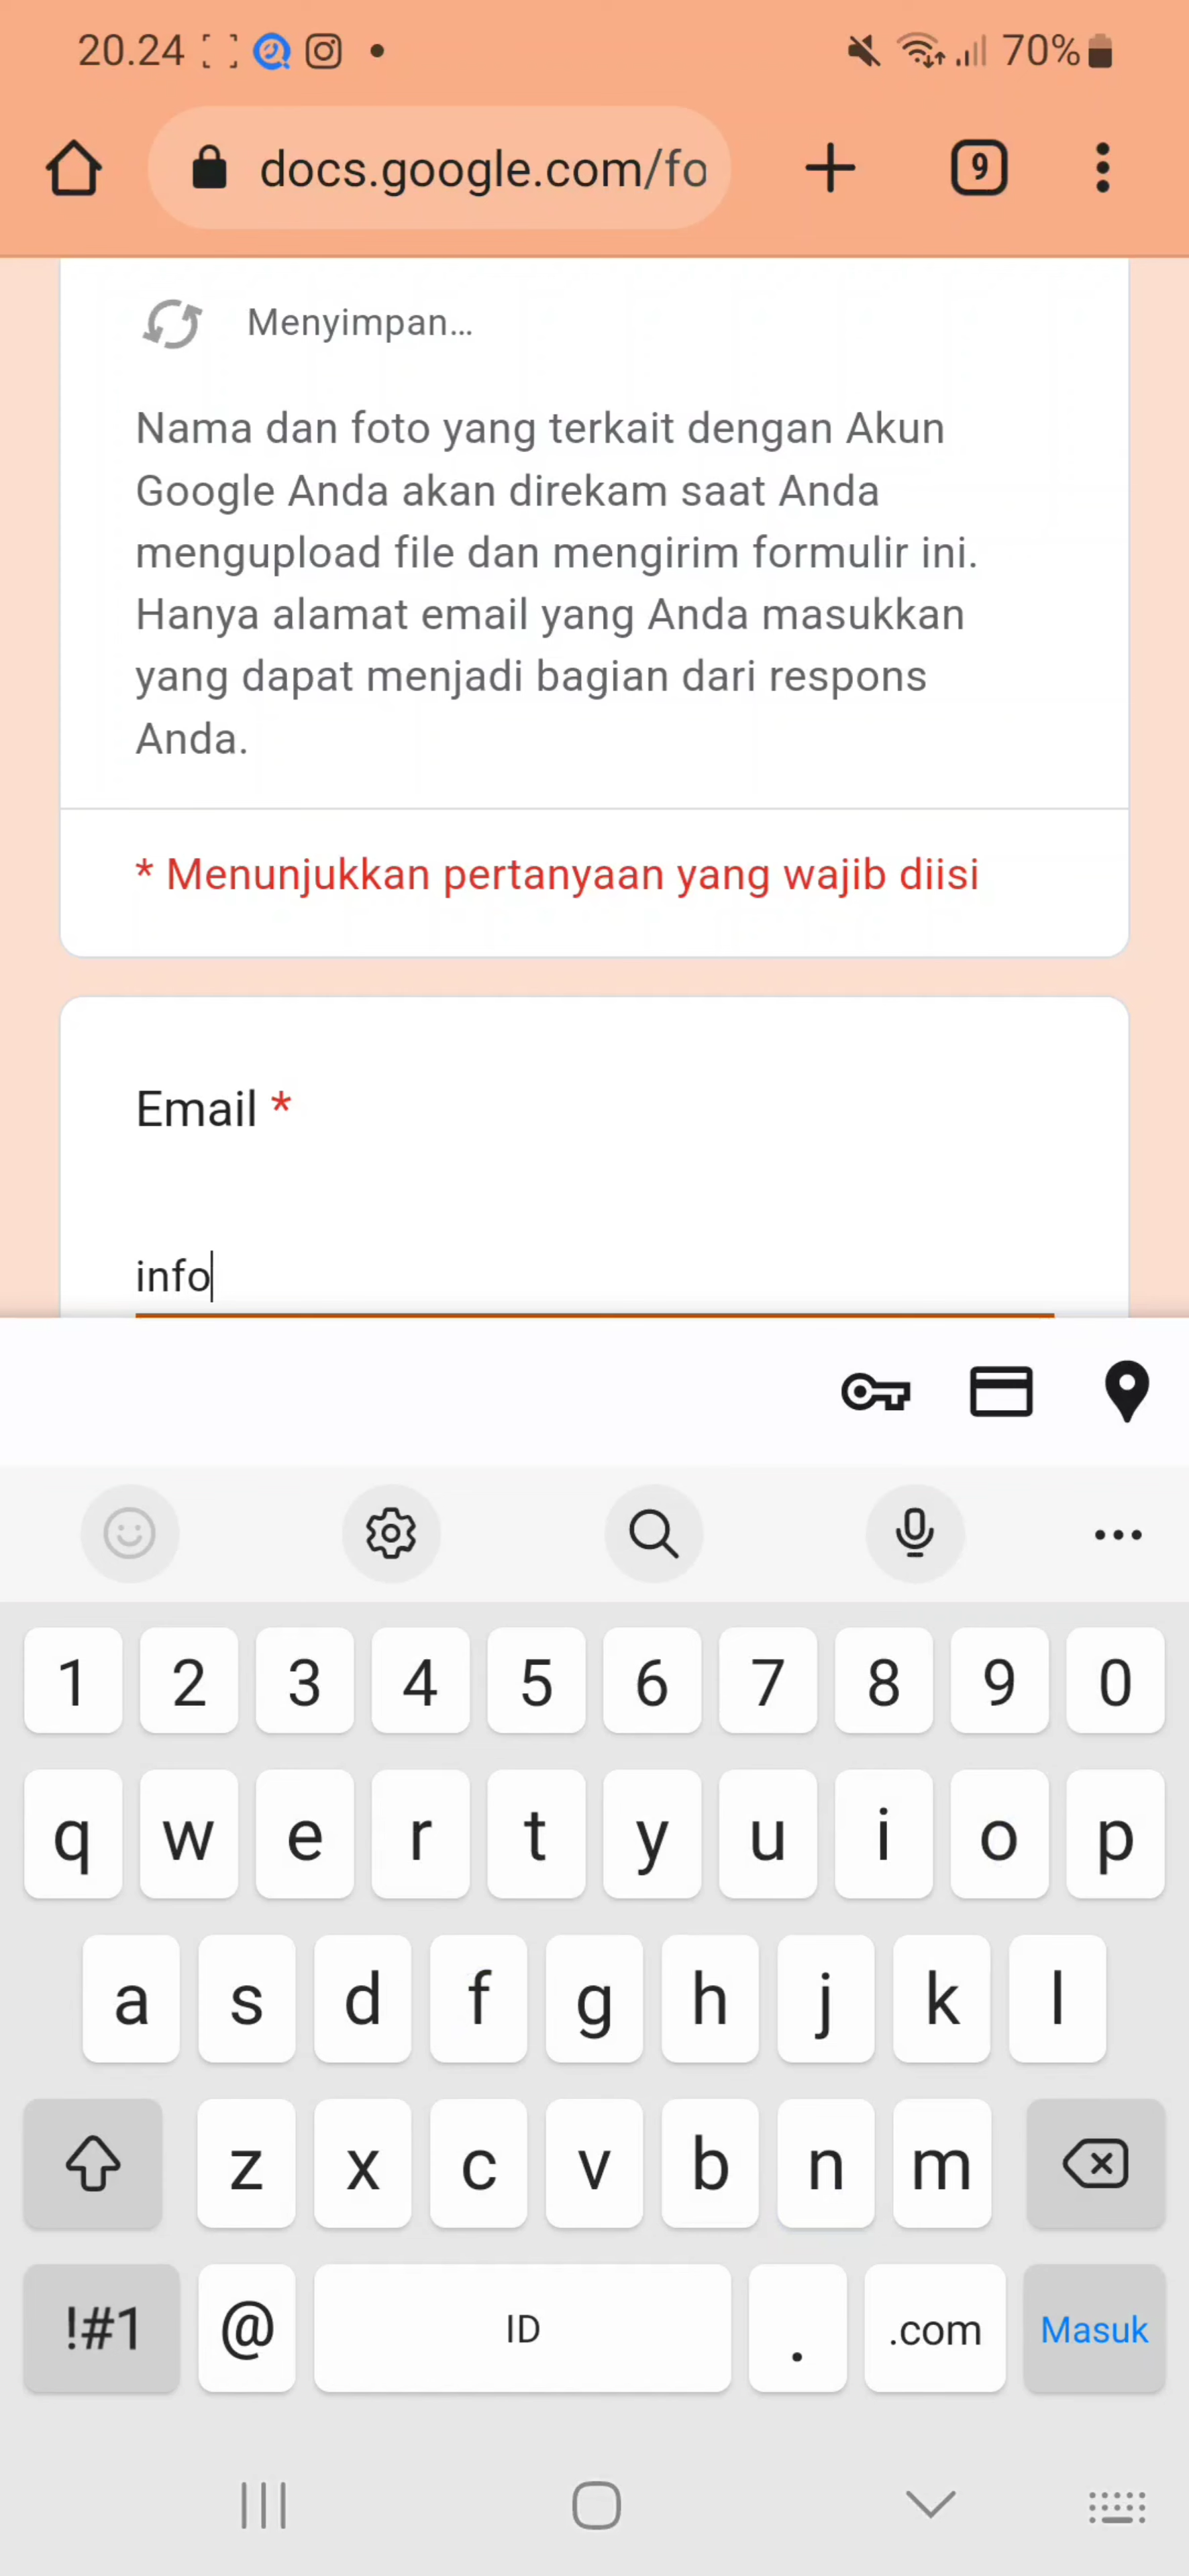 20.24 70%
docs.google.com/fo 9
Menyimpan...
Nama dan foto yang terkait dengan Akun
Google Anda akan direkam saat Anda
mengupload file dan mengirim formulir ini.
Hanya alamat email yang Anda masukkan
yang dapat menjadi bagian dari respons
Anda.
* Menunjukkan pertanyaan yang wajib diisi
Email *
info
1 2 3 4 5 6 7 8 9 0
q w e r t y u i o p
a s d f g h j k l
z x c v b n m
!#1 @ ID . .com Masuk